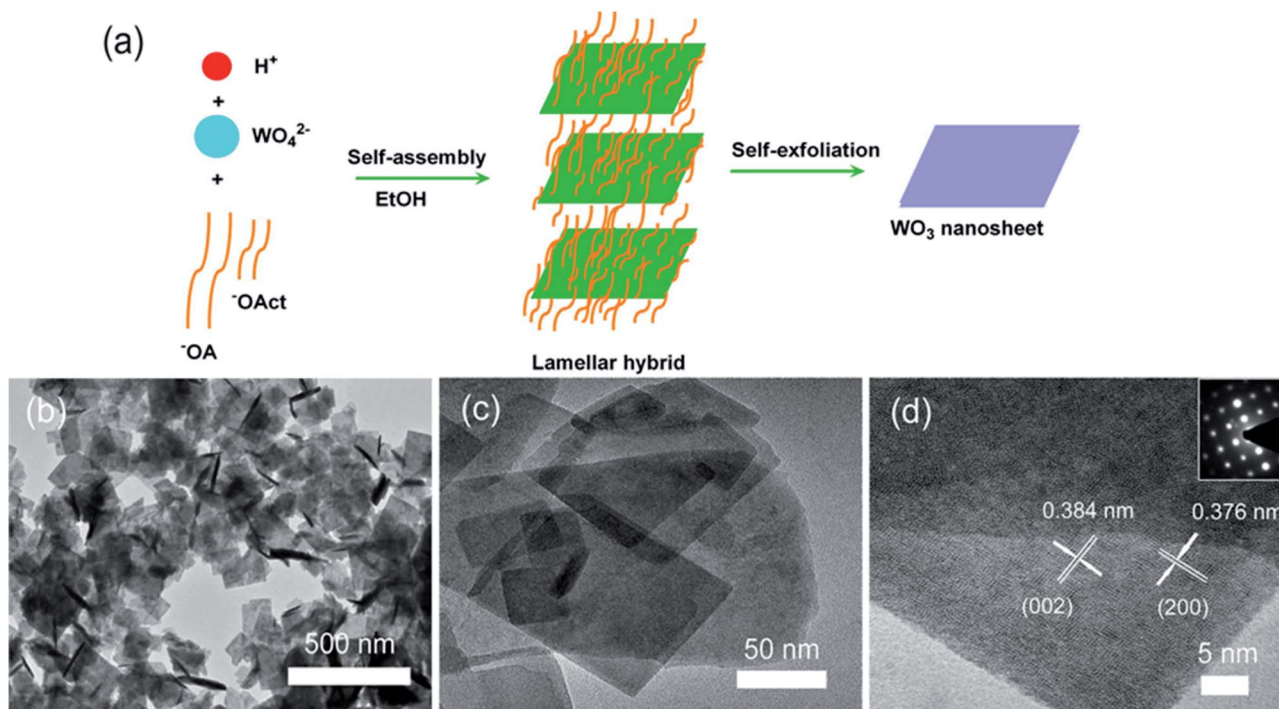 (a)
H⁺
+
WO₄²⁻
+
⁻OAct
⁻OA
Self-assembly
EtOH
Lamellar hybrid
Self-exfoliation
WO₃ nanosheet
(b)
500 nm
(c)
50 nm
(d)
0.384 nm
0.376 nm
(002)
(200)
5 nm